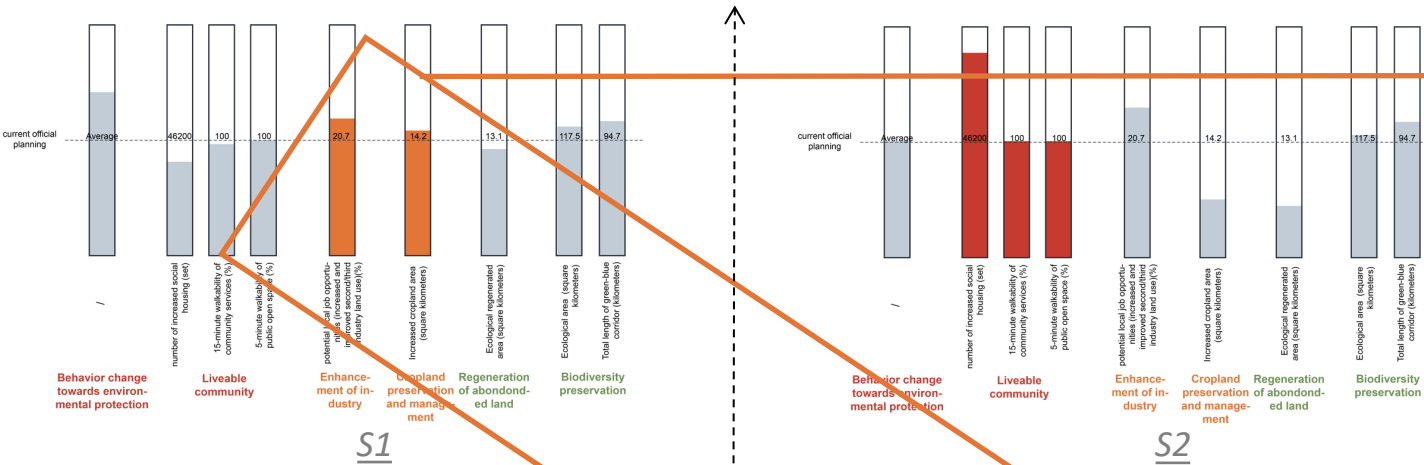 current official
planning
Average
46200
100
100
20.7
14.2
13.1
117.5
94.7
/
number of increased social
housing (set)
15-minute walkability of
community services (%)
5-minute walkability of
public open space (%)
potential local job opportu-
nities (increased and
improved second/third
industry land use)(%)
Increased cropland area
(square kilometers)
Ecological regenerated
area (square kilometers)
Ecological area (square
kilometers)
Total length of green-blue
corridor (kilometers)
Behavior change
towards environ-
mental protection
Liveable
community
Enhance-
ment of in-
dustry
Cropland
preservation
and manage-
ment
Regeneration
of abondond-
ed land
Biodiversity
preservation
S1
current official
planning
Average
46200
100
100
20.7
14.2
13.1
117.5
94.7
/
number of increased social
housing (set)
15-minute walkability of
community services (%)
5-minute walkability of
public open space (%)
potential local job opportu-
nities (increased and
improved second/third
industry land use)(%)
Increased cropland area
(square kilometers)
Ecological regenerated
area (square kilometers)
Ecological area (square
kilometers)
Total length of green-blue
corridor (kilometers)
Behavior change
towards environ-
mental protection
Liveable
community
Enhance-
ment of in-
dustry
Cropland
preservation
and manage-
ment
Regeneration
of abondond-
ed land
Biodiversity
preservation
S2